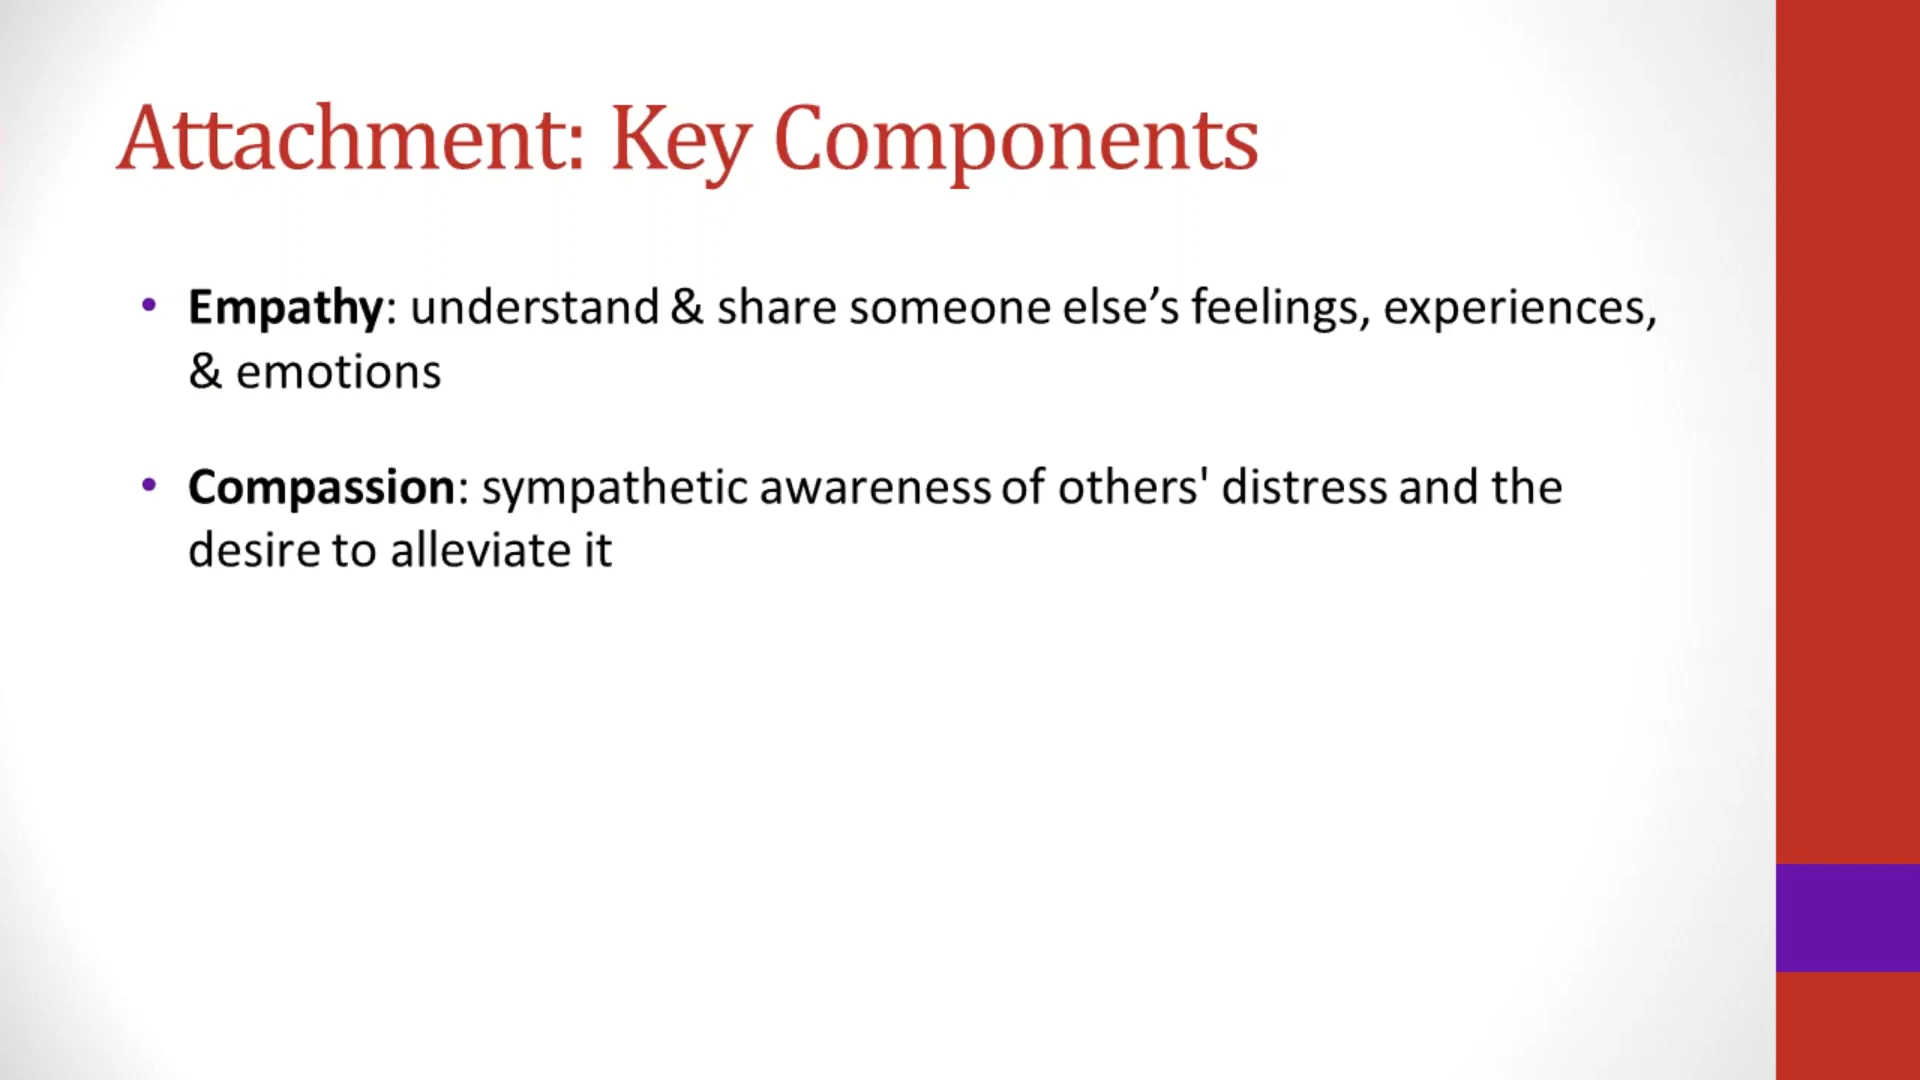 Attachment: Key Components
• Empathy: understand & share someone else’s feelings, experiences,
& emotions
• Compassion: sympathetic awareness of others' distress and the
desire to alleviate it